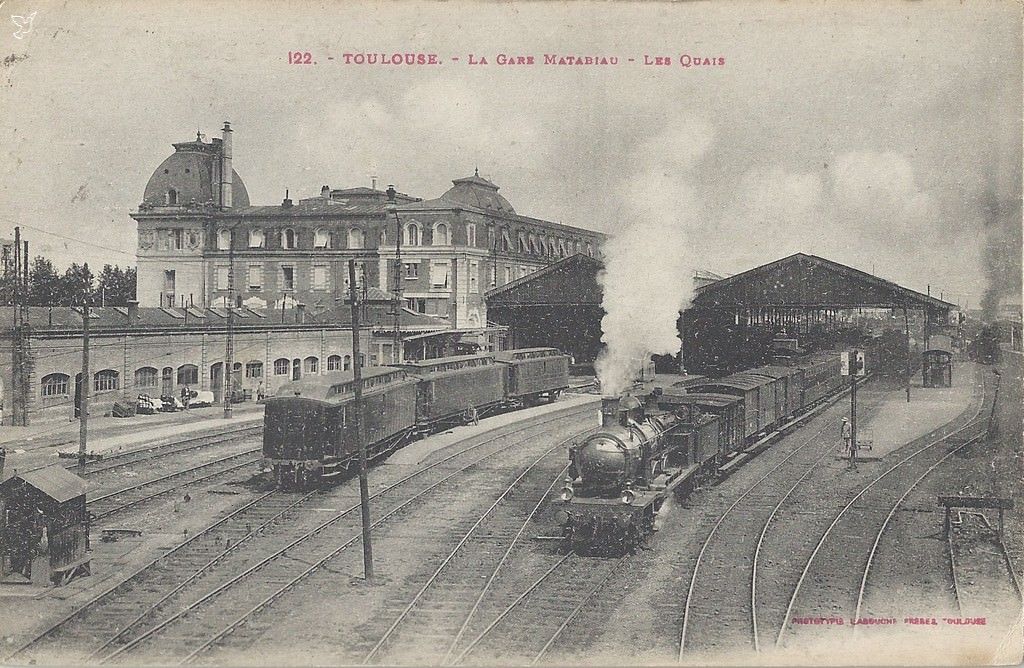 122. - TOULOUSE. - LA GARE MATABIAU - LES QUAIS
PHOTOTYPIE LABOUCHE FRÈRES, TOULOUSE